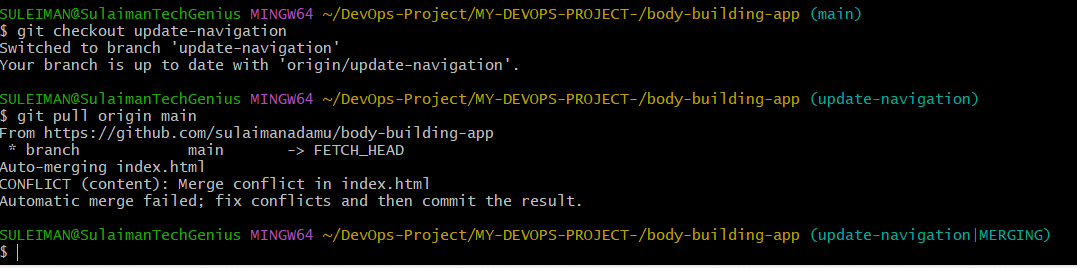 SULEIMAN@SulaimanTechGenius MINGW64 ~/DevOps-Project/MY-DEVOPS-PROJECT-/body-building-app (main)
$ git checkout update-navigation
Switched to branch 'update-navigation'
Your branch is up to date with 'origin/update-navigation'.
SULEIMAN@SulaimanTechGenius MINGW64 ~/DevOps-Project/MY-DEVOPS-PROJECT-/body-building-app (update-navigation)
$ git pull origin main
From https://github.com/sulaimanadamu/body-building-app
 * branch            main       -> FETCH_HEAD
Auto-merging index.html
CONFLICT (content): Merge conflict in index.html
Automatic merge failed; fix conflicts and then commit the result.
SULEIMAN@SulaimanTechGenius MINGW64 ~/DevOps-Project/MY-DEVOPS-PROJECT-/body-building-app (update-navigation|MERGING)
$